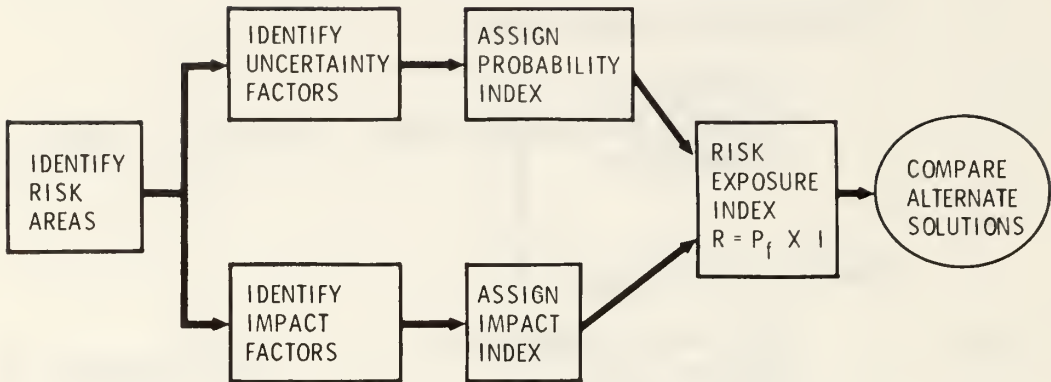 IDENTIFY
RISK
AREAS
IDENTIFY
UNCERTAINTY
FACTORS
ASSIGN
PROBABILITY
INDEX
IDENTIFY
IMPACT
FACTORS
ASSIGN
IMPACT
INDEX
RISK
EXPOSURE
INDEX
R = Pf X I
COMPARE
ALTERNATE
SOLUTIONS